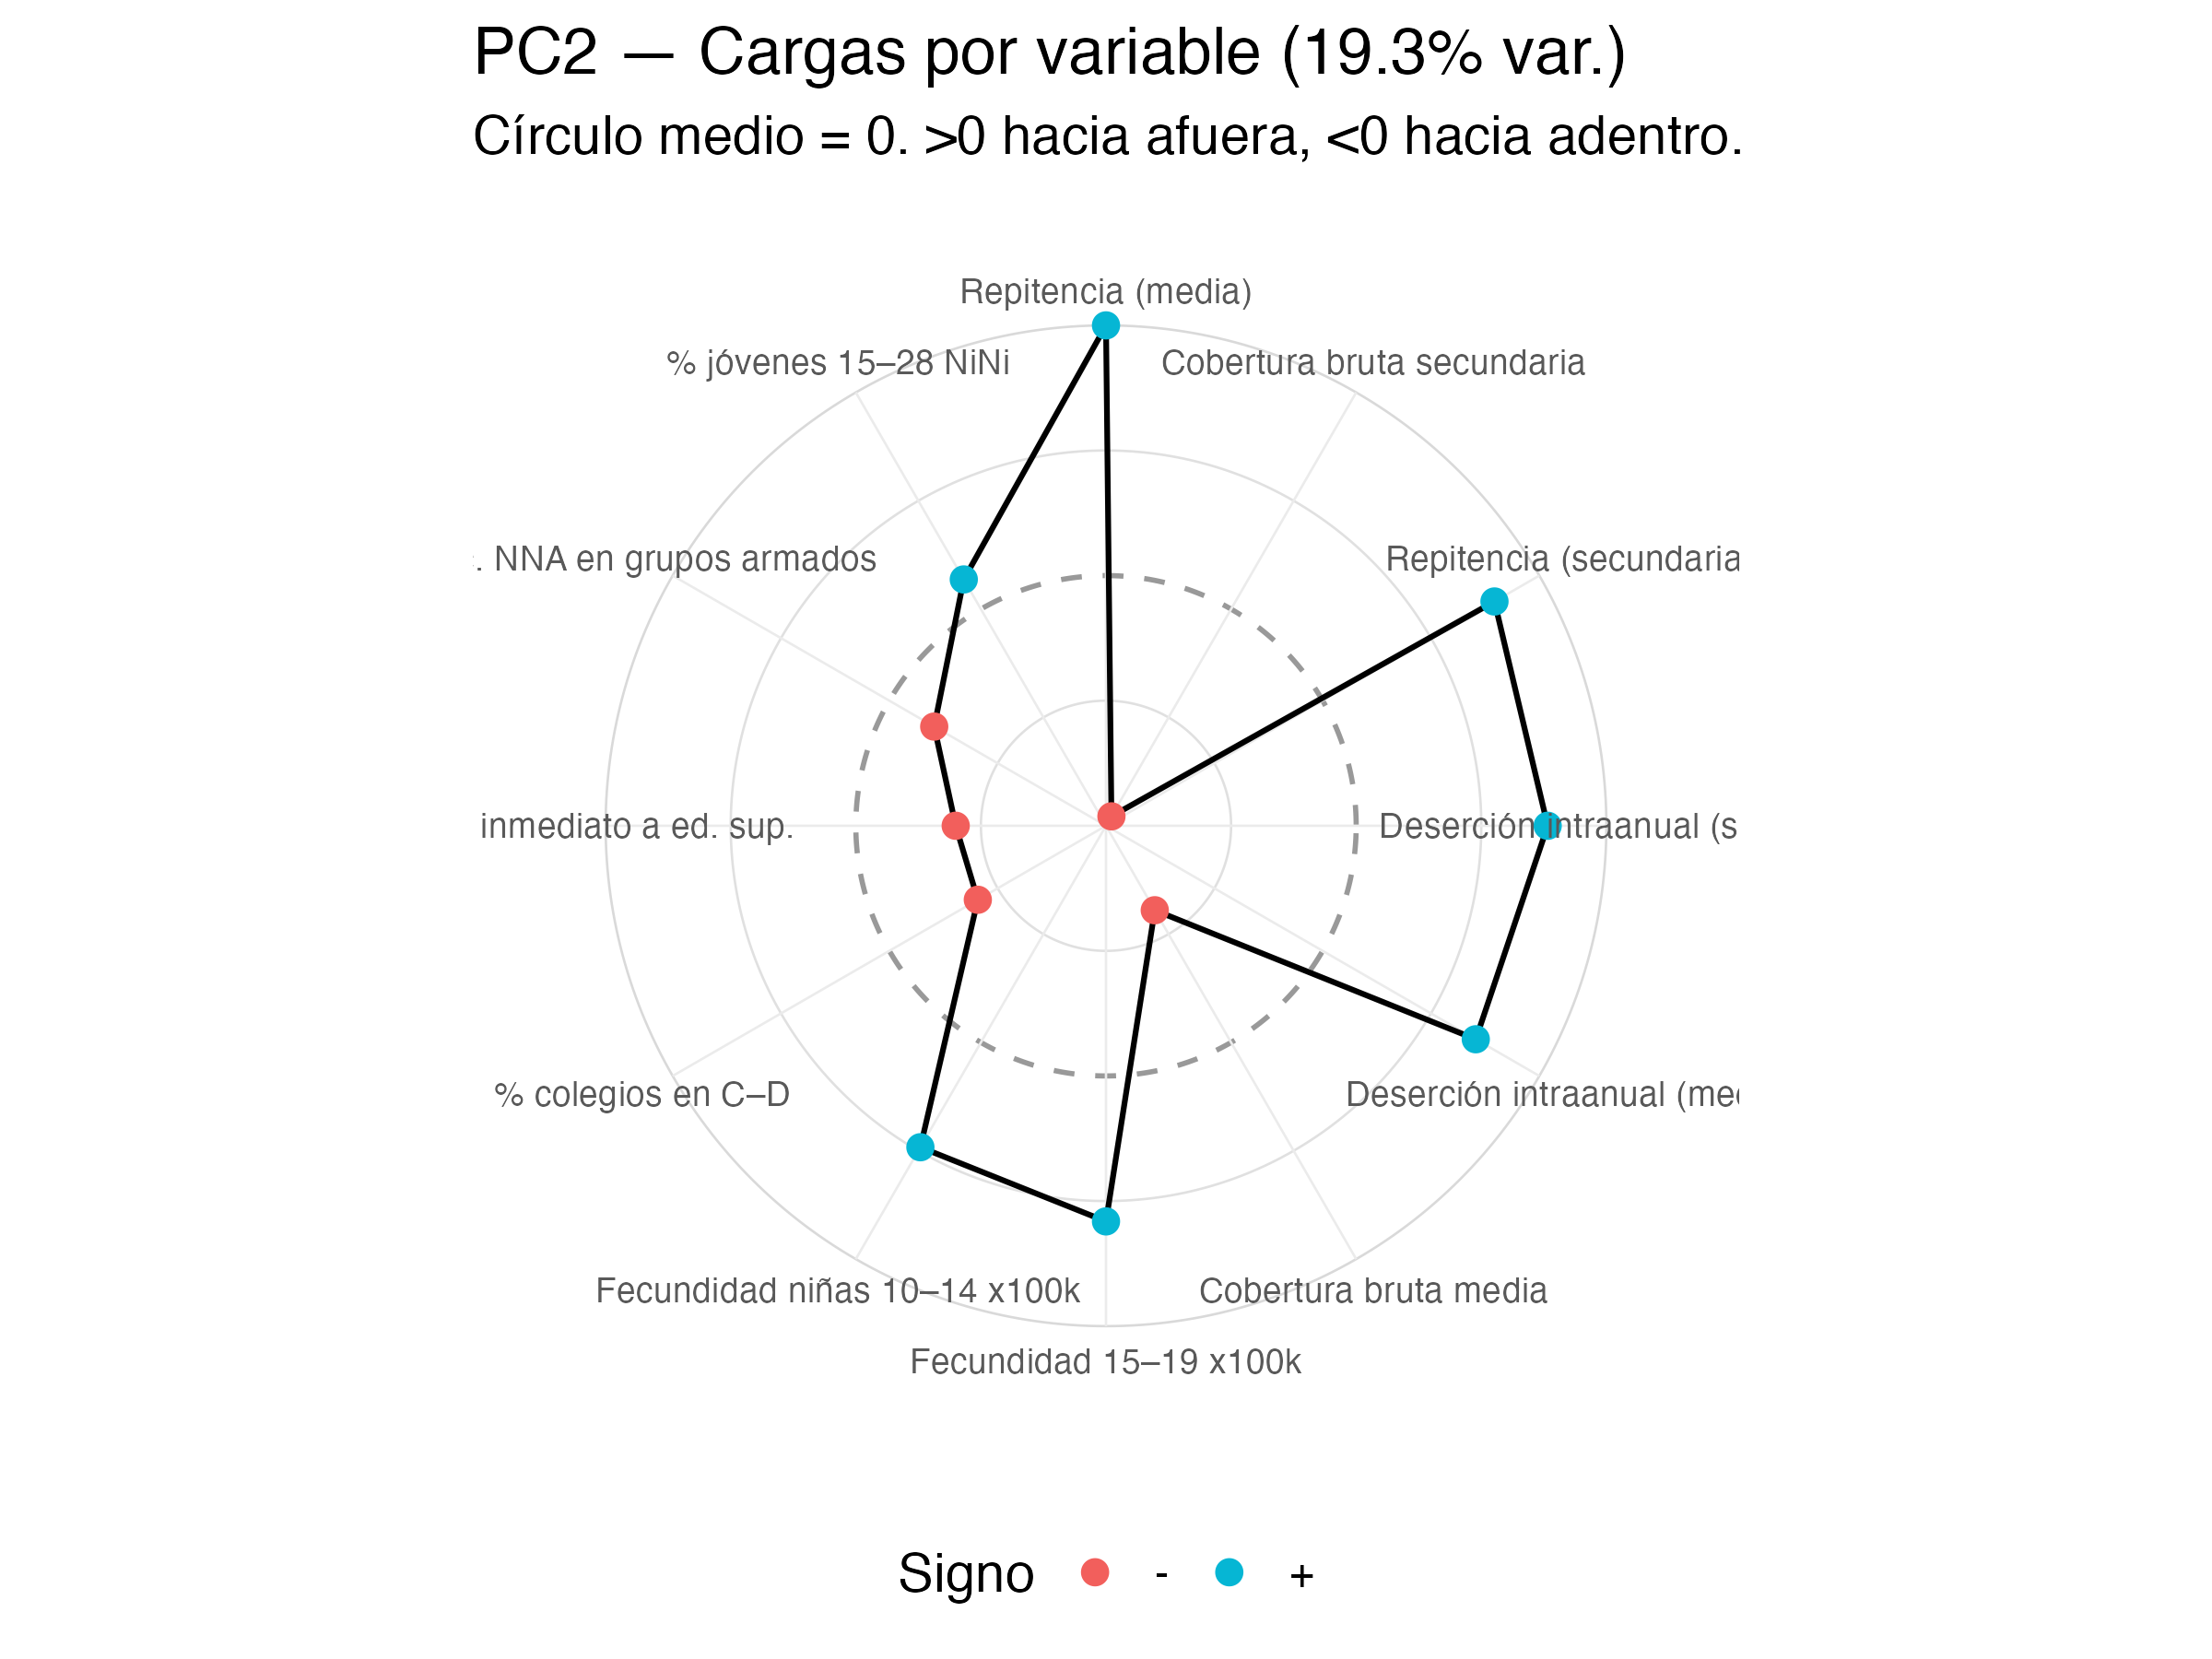 PC2 — Cargas por variable (19.3% var.)
Círculo medio = 0. >0 hacia afuera, <0 hacia adentro.
Repitencia (media)
% jóvenes 15–28 NiNi
Cobertura bruta secundaria
. NNA en grupos armados
Repitencia (secundaria
inmediato a ed. sup.
Deserción intraanual (s
% colegios en C–D
Deserción intraanual (me
Fecundidad niñas 10–14 x100k
Cobertura bruta media
Fecundidad 15–19 x100k
Signo - +